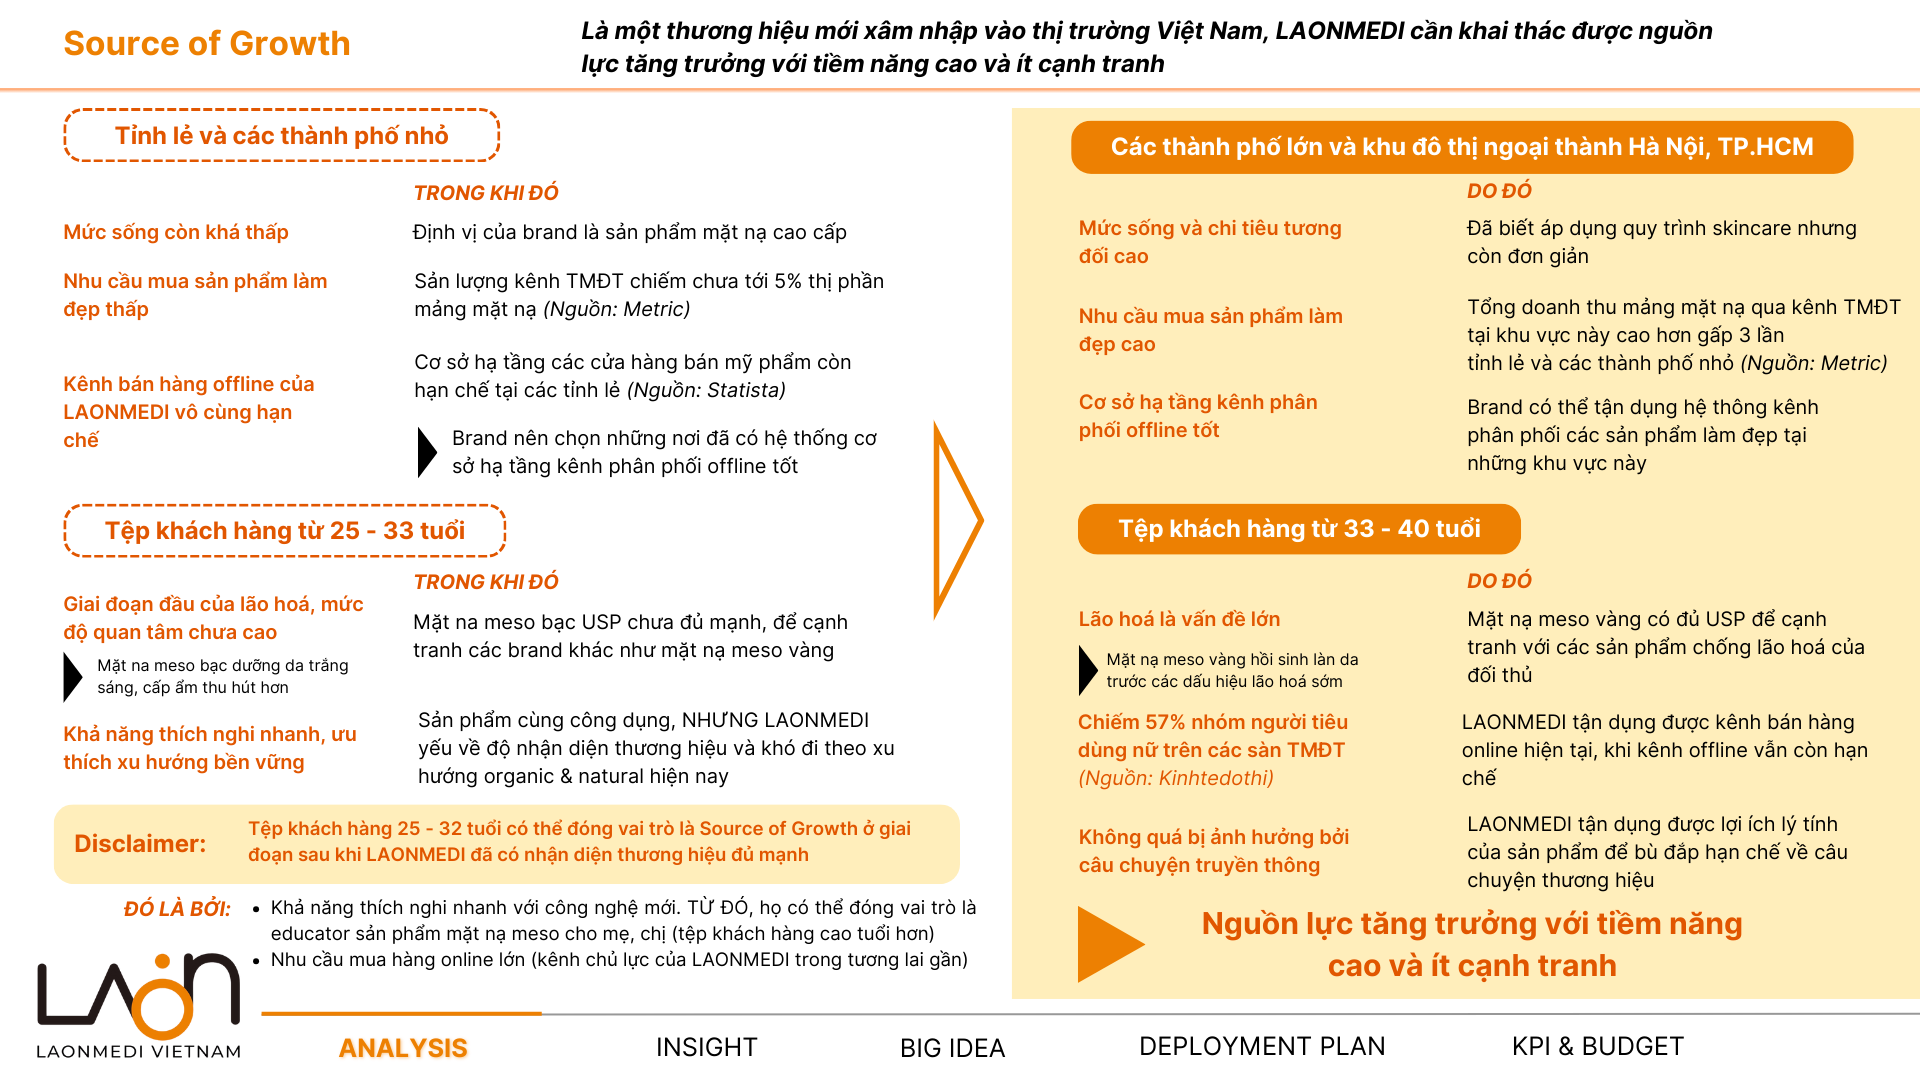 Source of Growth
Là một thương hiệu mới xâm nhập vào thị trường Việt Nam, LAONMEDI cần khai thác được nguồn
lực tăng trưởng với tiềm năng cao và ít cạnh tranh
Tỉnh lẻ và các thành phố nhỏ
TRONG KHI ĐÓ
Mức sống còn khá thấp
Định vị của brand là sản phẩm mặt nạ cao cấp
Nhu cầu mua sản phẩm làm
đẹp thấp
Sản lượng kênh TMĐT chiếm chưa tới 5% thị phần
mảng mặt nạ (Nguồn: Metric)
Kênh bán hàng offline của
LAONMEDI vô cùng hạn
chế
Cơ sở hạ tầng các cửa hàng bán mỹ phẩm còn
hạn chế tại các tỉnh lẻ (Nguồn: Statista)
Brand nên chọn những nơi đã có hệ thống cơ
sở hạ tầng kênh phân phối offline tốt
Tệp khách hàng từ 25 - 33 tuổi
TRONG KHI ĐÓ
Giai đoạn đầu của lão hoá, mức
độ quan tâm chưa cao
Mặt na meso bạc dưỡng da trắng
sáng, cấp ẩm thu hút hơn
Mặt na meso bạc USP chưa đủ mạnh, để cạnh
tranh các brand khác như mặt nạ meso vàng
Khả năng thích nghi nhanh, ưu
thích xu hướng bền vững
Sản phẩm cùng công dụng, NHƯNG LAONMEDI
yếu về độ nhận diện thương hiệu và khó đi theo xu
hướng organic & natural hiện nay
Disclaimer:
Tệp khách hàng 25 - 32 tuổi có thể đóng vai trò là Source of Growth ở giai
đoạn sau khi LAONMEDI đã có nhận diện thương hiệu đủ mạnh
ĐÓ LÀ BỞI:
• Khả năng thích nghi nhanh với công nghệ mới. TỪ ĐÓ, họ có thể đóng vai trò là
educator sản phẩm mặt nạ meso cho mẹ, chị (tệp khách hàng cao tuổi hơn)
• Nhu cầu mua hàng online lớn (kênh chủ lực của LAONMEDI trong tương lai gần)
Các thành phố lớn và khu đô thị ngoại thành Hà Nội, TP.HCM
DO ĐÓ
Mức sống và chi tiêu tương
đối cao
Đã biết áp dụng quy trình skincare nhưng
còn đơn giản
Nhu cầu mua sản phẩm làm
đẹp cao
Tổng doanh thu mảng mặt nạ qua kênh TMĐT
tại khu vực này cao hơn gấp 3 lần
tỉnh lẻ và các thành phố nhỏ (Nguồn: Metric)
Cơ sở hạ tầng kênh phân
phối offline tốt
Brand có thể tận dụng hệ thông kênh
phân phối các sản phẩm làm đẹp tại
những khu vực này
Tệp khách hàng từ 33 - 40 tuổi
DO ĐÓ
Lão hoá là vấn đề lớn
Mặt nạ meso vàng hồi sinh làn da
trước các dấu hiệu lão hoá sớm
Mặt nạ meso vàng có đủ USP để cạnh
tranh với các sản phẩm chống lão hoá của
đối thủ
Chiếm 57% nhóm người tiêu
dùng nữ trên các sàn TMĐT
(Nguồn: Kinhtedothi)
LAONMEDI tận dụng được kênh bán hàng
online hiện tại, khi kênh offline vẫn còn hạn
chế
Không quá bị ảnh hưởng bởi
câu chuyện truyền thông
LAONMEDI tận dụng được lợi ích lý tính
của sản phẩm để bù đắp hạn chế về câu
chuyện thương hiệu
Nguồn lực tăng trưởng với tiềm năng
cao và ít cạnh tranh
LAON
LAONMEDI VIETNAM
ANALYSIS
INSIGHT
BIG IDEA
DEPLOYMENT PLAN
KPI & BUDGET